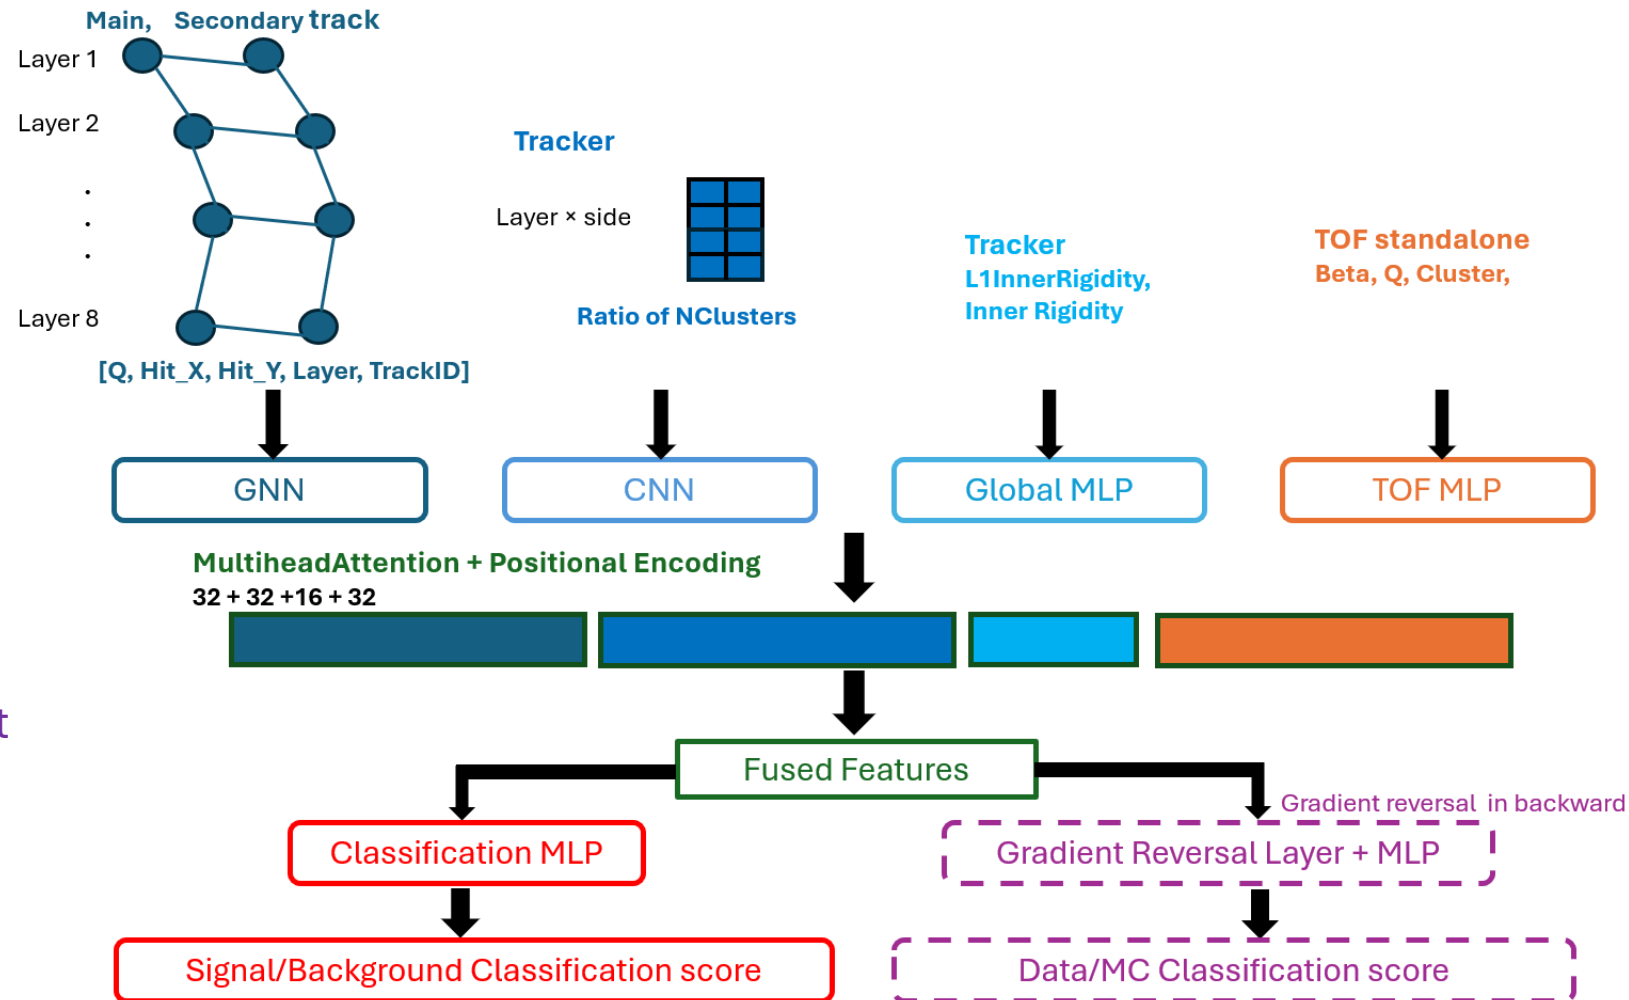 Main, Secondary track
Layer 1
Layer 2
.
.
.
Layer 8
[Q, Hit_X, Hit_Y, Layer, TrackID]
Tracker
Layer × side
Ratio of NClusters
Tracker
L1InnerRigidity,
Inner Rigidity
TOF standalone
Beta, Q, Cluster,
GNN
CNN
Global MLP
TOF MLP
MultiheadAttention + Positional Encoding
32 + 32 +16 + 32
t
Fused Features
Gradient reversal in backward
Classification MLP
Gradient Reversal Layer + MLP
Signal/Background Classification score
Data/MC Classification score